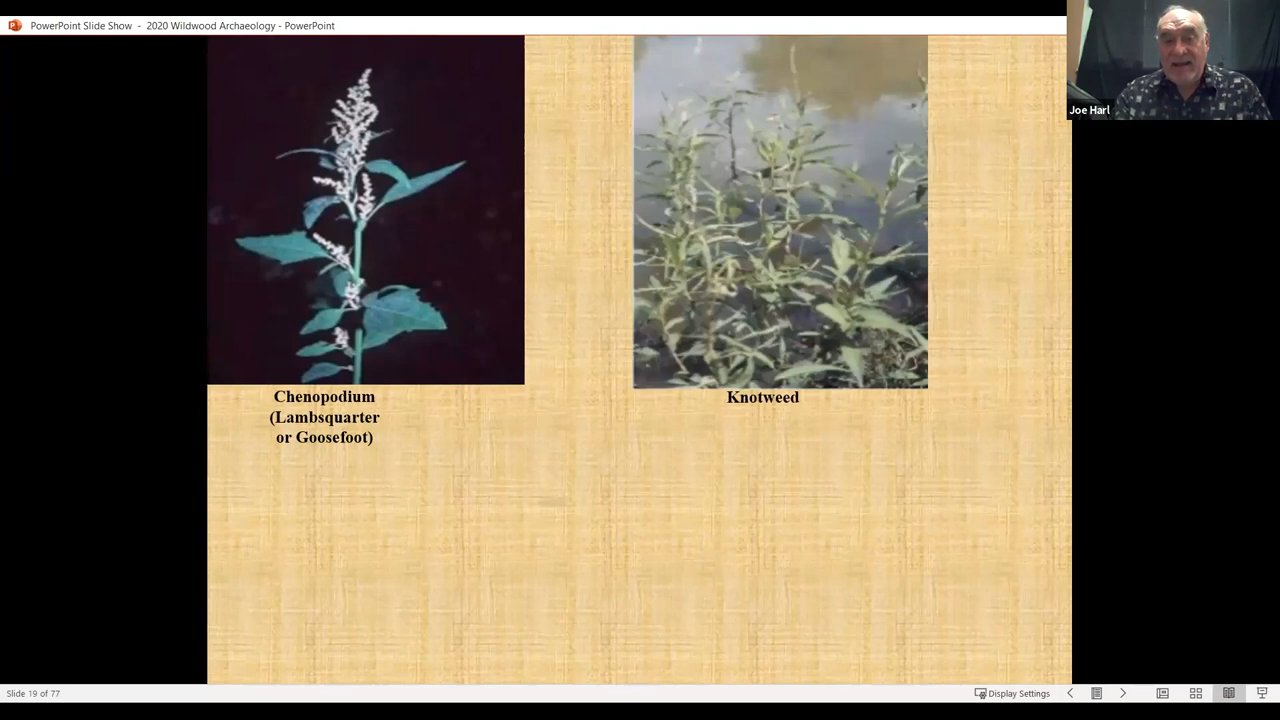 PowerPoint Slide Show - 2020 Wildwood Archaeology - PowerPoint
Joe Harl
Chenopodium
(Lambsquarter
or Goosefoot)
Knotweed
Slide 19 of 77
Display Settings